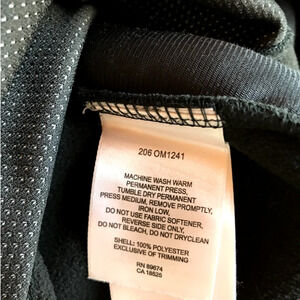 206 OM1241
MACHINE WASH WARM
PERMANENT PRESS,
TUMBLE DRY PERMANENT
PRESS MEDIUM, REMOVE PROMPTLY,
IRON LOW,
DO NOT USE FABRIC SOFTENER,
REVERSE SIDE ONLY,
DO NOT BLEACH, DO NOT DRYCLEAN
SHELL: 100% POLYESTER
EXCLUSIVE OF TRIMMING
RN 89674
CA 18525